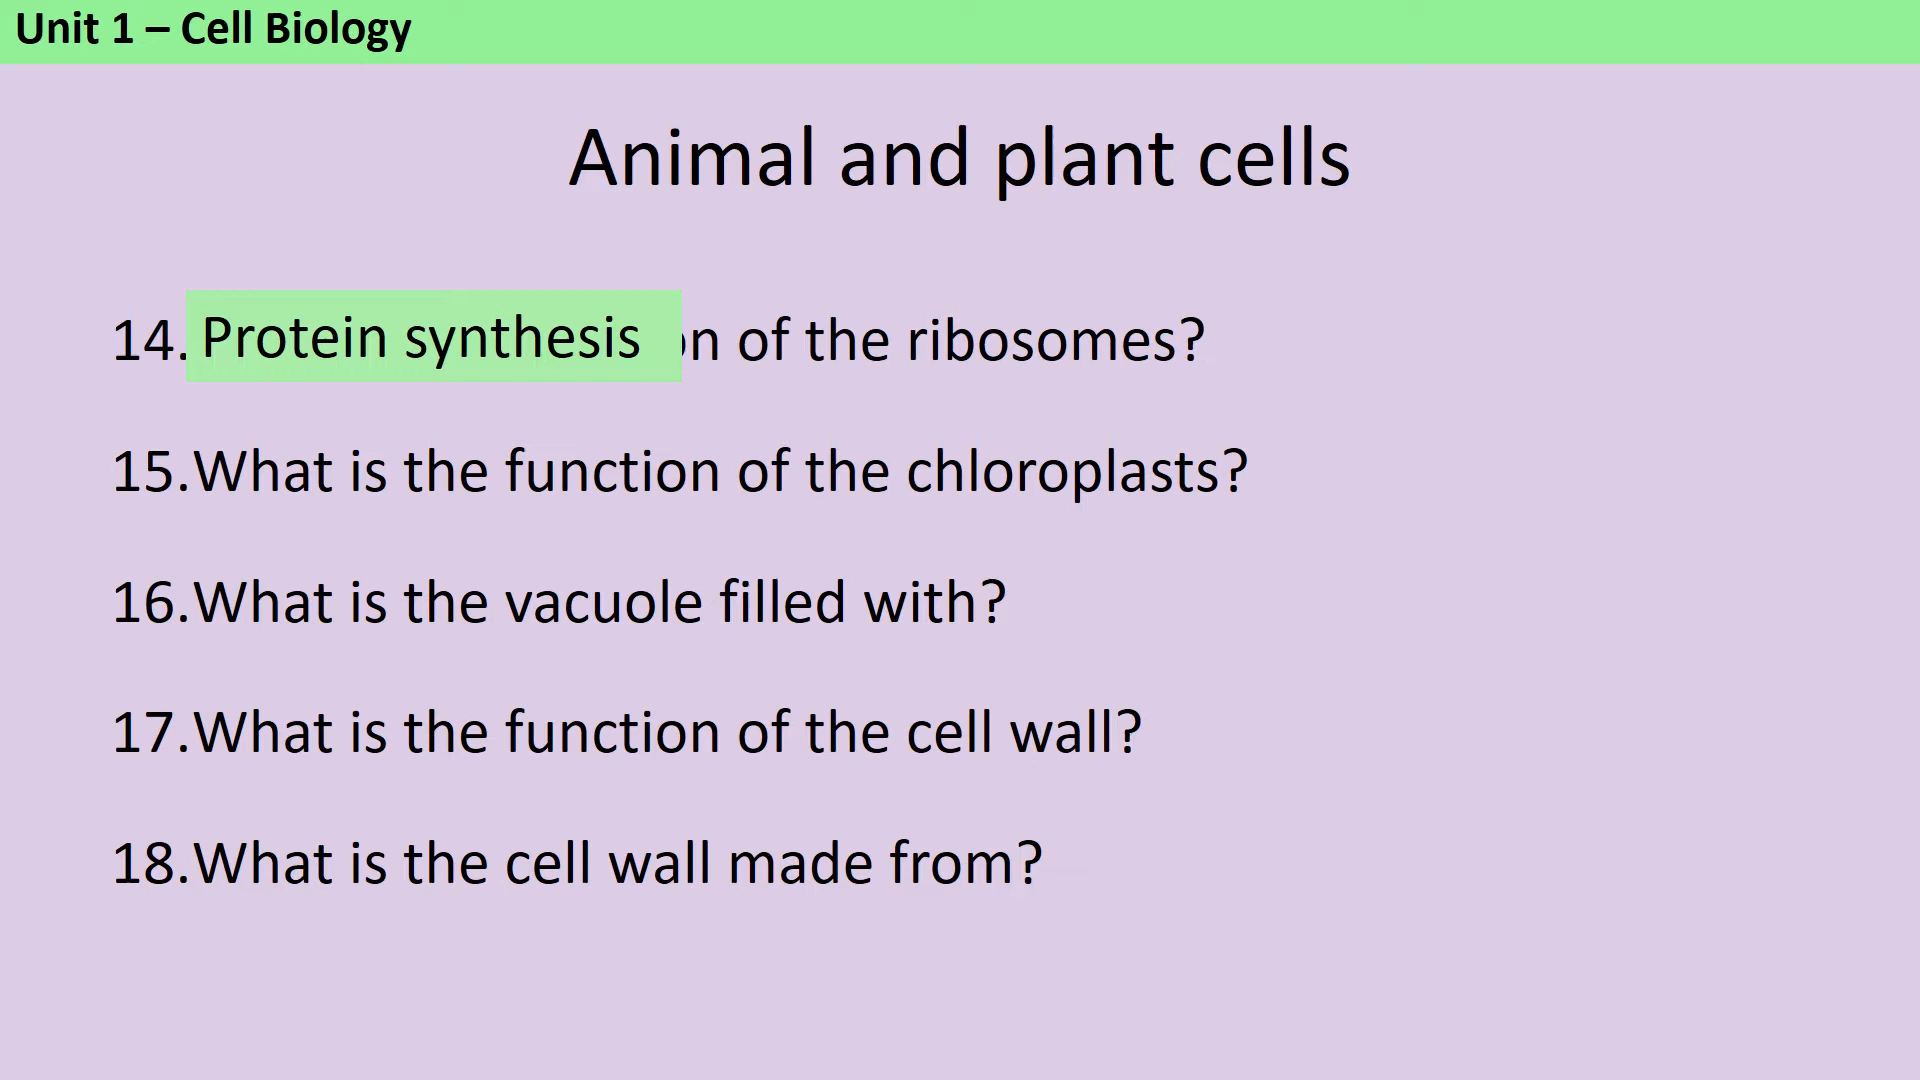 Unit 1 – Cell Biology
Animal and plant cells
14. Protein synthesis on of the ribosomes?
15.What is the function of the chloroplasts?
16.What is the vacuole filled with?
17.What is the function of the cell wall?
18.What is the cell wall made from?